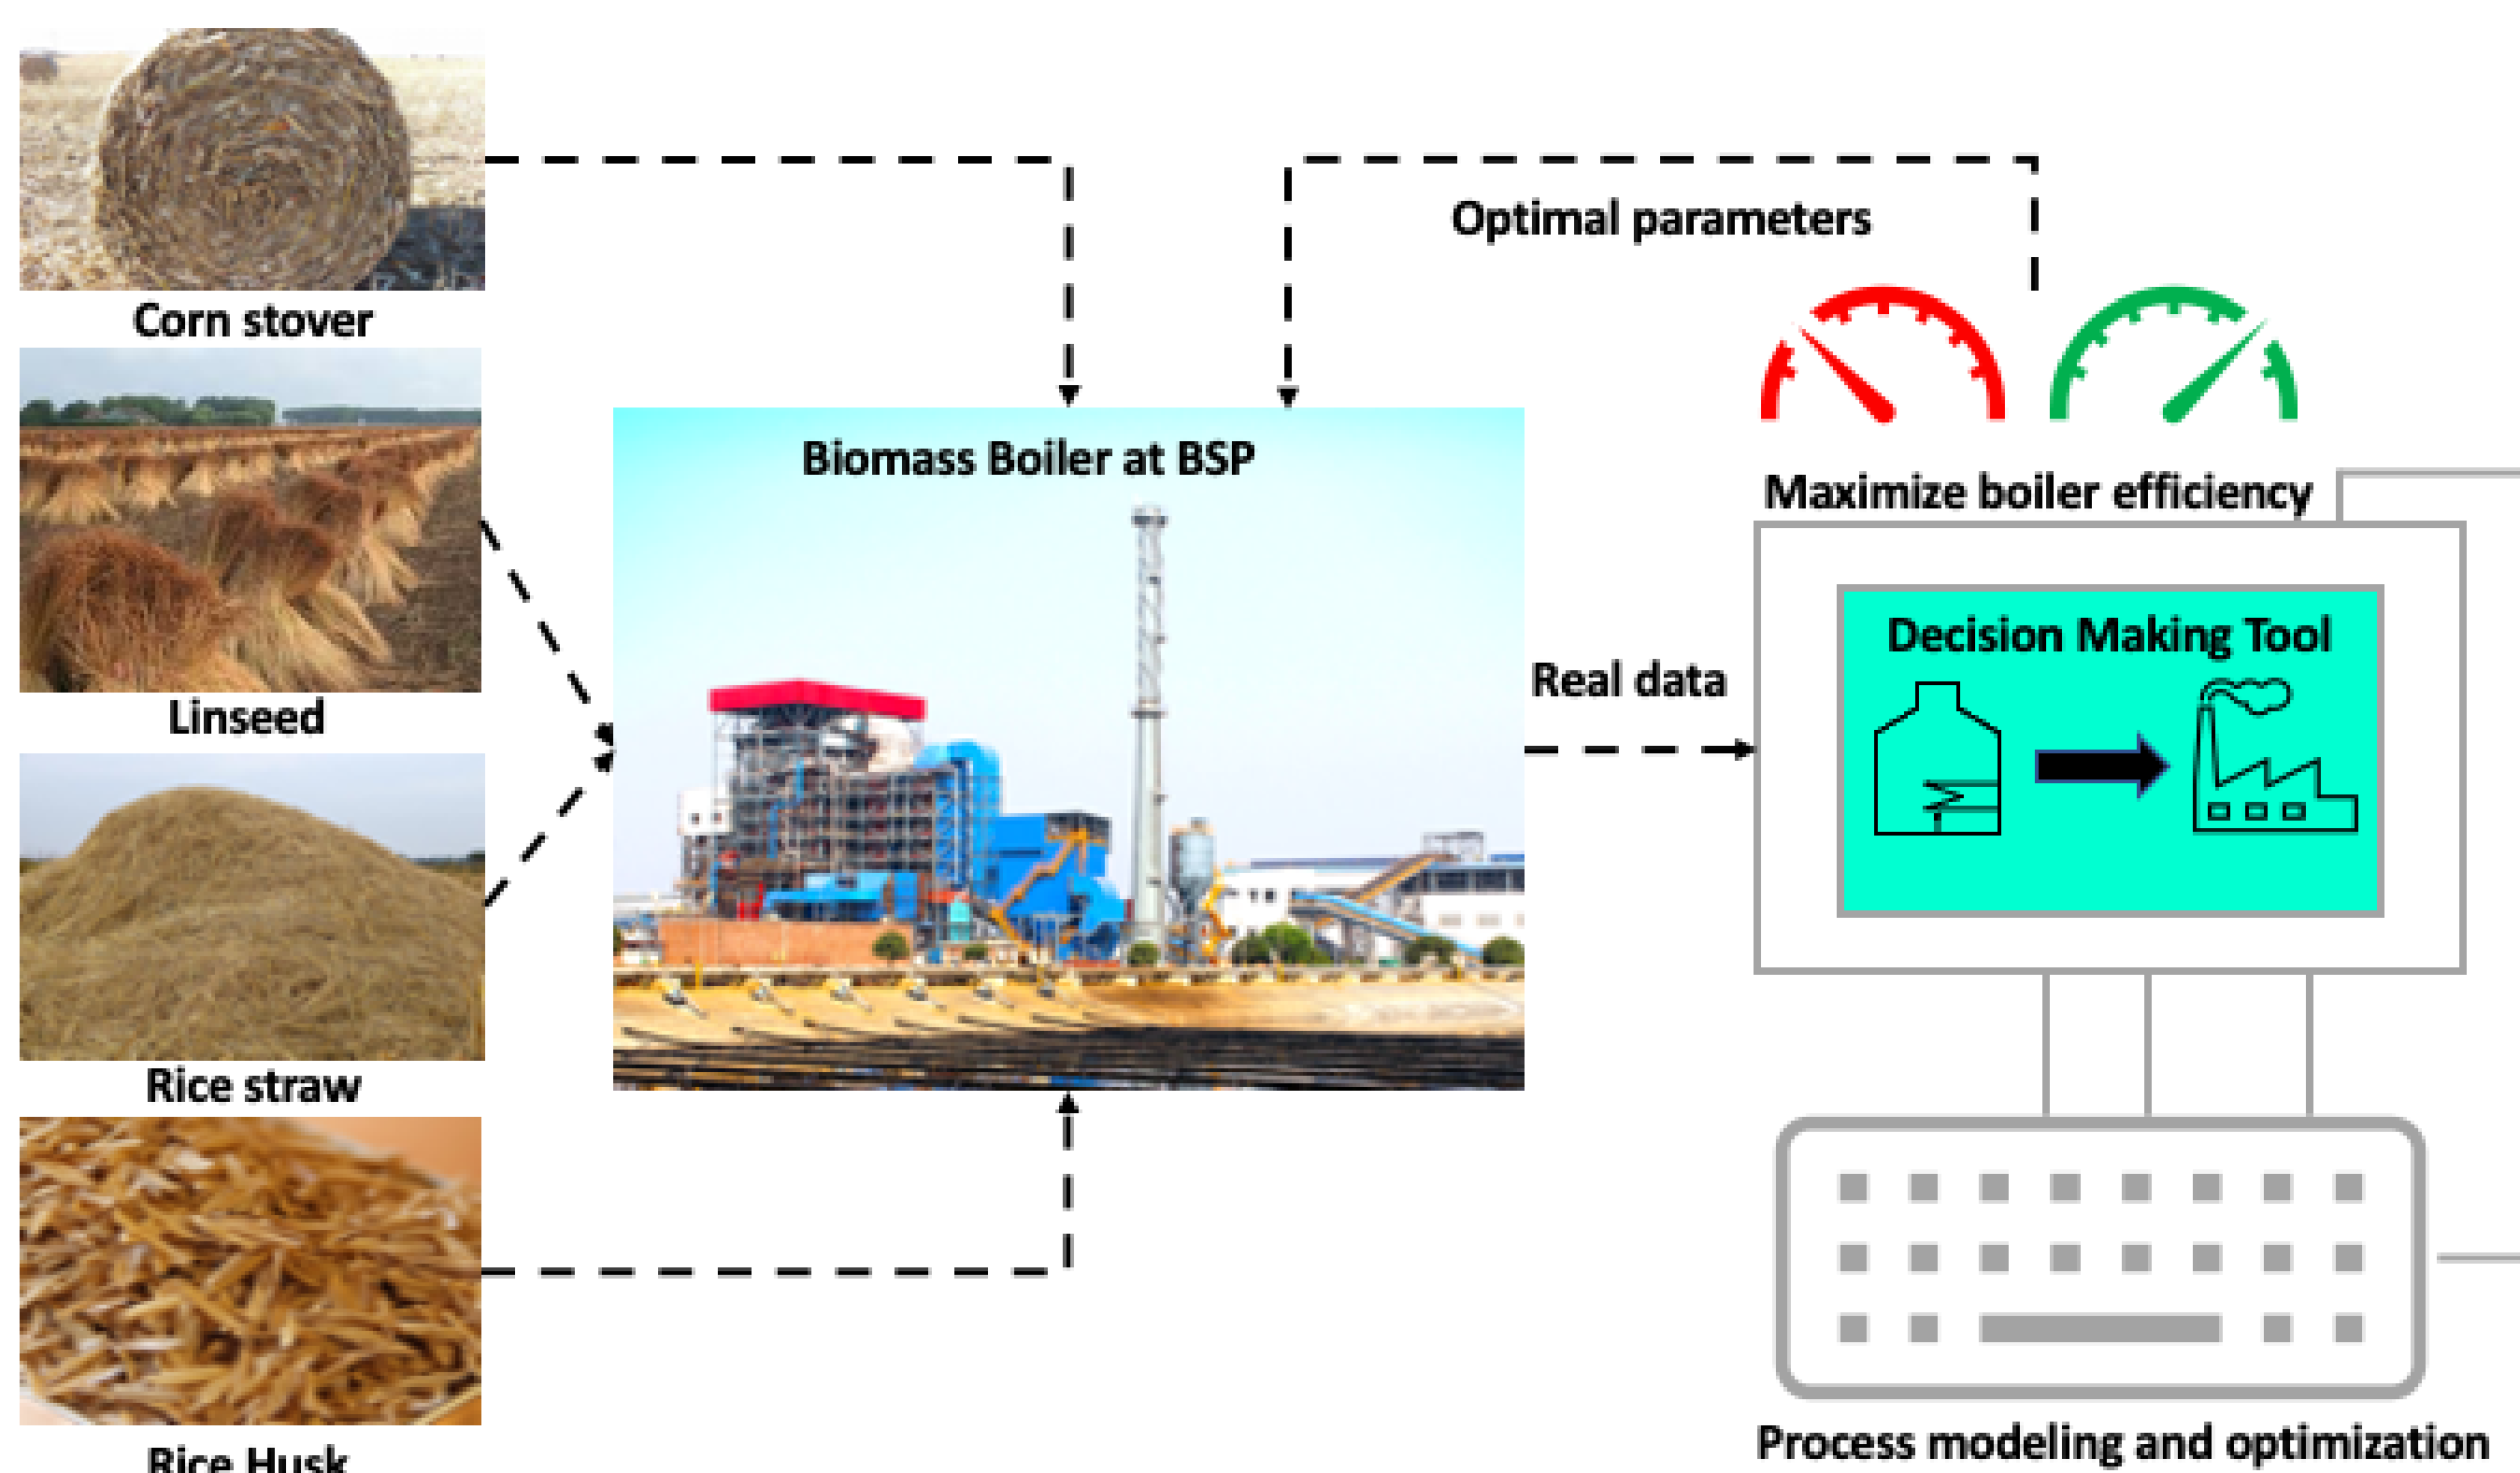 Corn stover
Linseed
Rice straw
Rice Husk
Biomass Boiler at BSP
Optimal parameters
Real data
Maximize boiler efficiency
Decision Making Tool
Process modeling and optimization